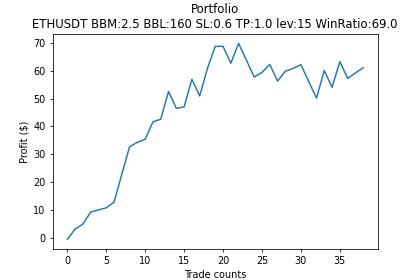 Portfolio
ETHUSDT BBM:2.5 BBL:160 SL:0.6 TP:1.0 lev:15 WinRatio:69.0
Profit ($)
70
60
50
40
30
20
10
0
0 5 10 15 20 25 30 35
Trade counts